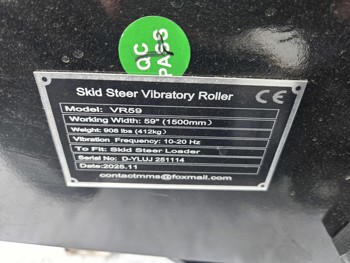 QC
PASS
Skid Steer Vibratory Roller
CE
Model: VR59
Working Width: 59" (1500mm)
Weight: 908 lbs (412kg)
Vibration Frequency: 10-20 Hz
To Fit: Skid Steer Loader
Serial No: D-YLUJ 251114
Date:2025.11
contactmms@foxmail.com